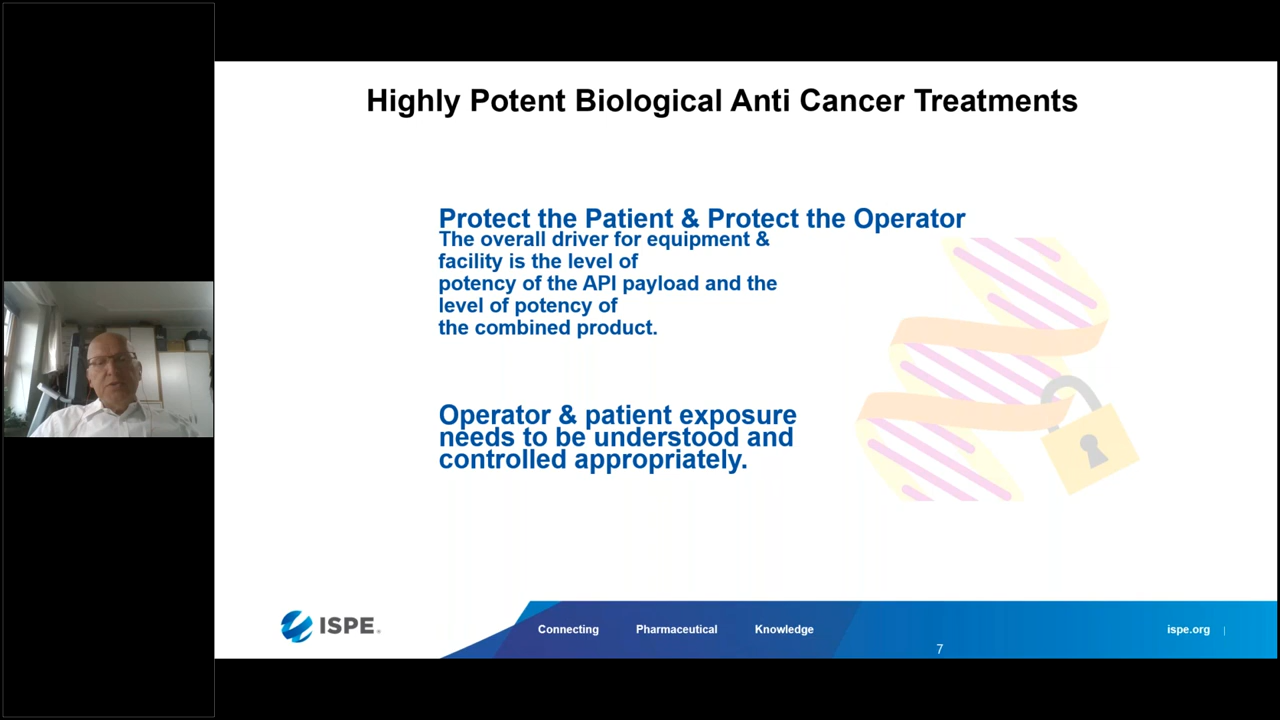 Highly Potent Biological Anti Cancer Treatments
Protect the Patient & Protect the Operator
The overall driver for equipment &
facility is the level of
potency of the API payload and the
level of potency of
the combined product.
Operator & patient exposure
needs to be understood and
controlled appropriately.
ISPE®
Connecting Pharmaceutical Knowledge
ispe.org |
7